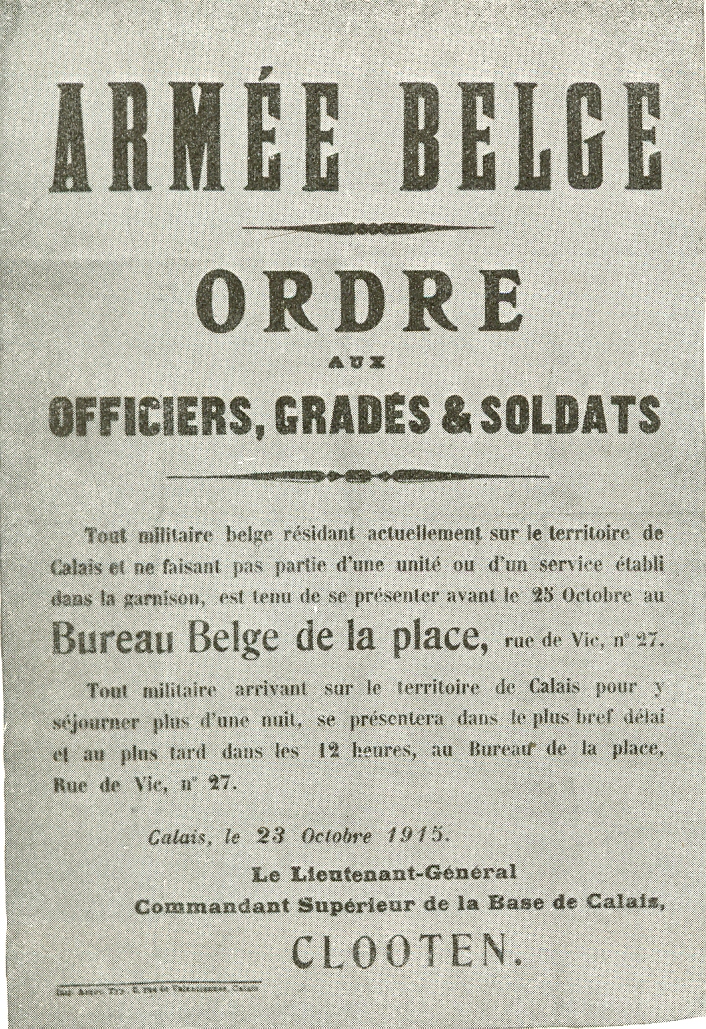 ARMÉE BELGE
ORDRE
AUX
OFFICIERS, GRADÉS & SOLDATS
Tout militaire belge résidant actuellement sur le territoire de
Calais et ne faisant pas partie d'une unité ou d'un service établi
dans la garnison, est tenu de se présenter avant le 25 Octobre au
Bureau Belge de la place, rue de Vic, n° 27.
Tout militaire arrivant sur le territoire de Calais pour y
séjourner plus d'une nuit, se présentera dans le plus bref délai
et au plus tard dans les 12 heures, au Bureau de la place,
Rue de Vic, n° 27.
Calais, le 23 Octobre 1915.
Le Lieutenant-Général
Commandant Supérieur de la Base de Calais,
CLOOTEN.
rue de Valenciennes, Calais